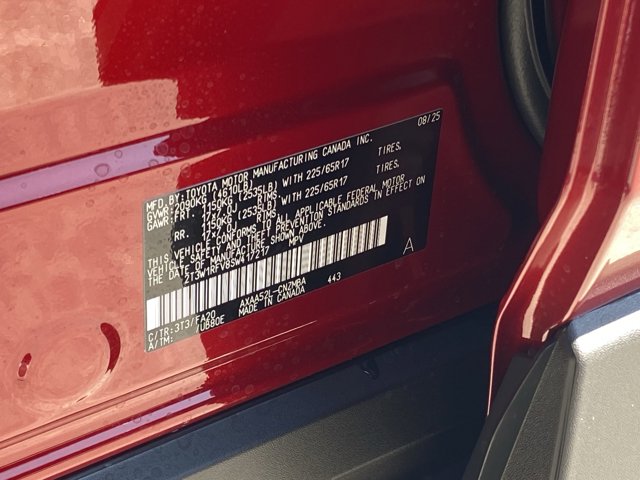 MFD.BY:TOYOTA MOTOR MANUFACTURING CANADA INC. 08/25
GVWR:2090KG (4610LB)
GAWR:FRT. 1150KG (2535LB) WITH 225/65R17 TIRES.
17X7.0J RIMS.
RR. 1150KG (2535LB) WITH 225/65R17 TIRES.
17X7.0J RIMS.
THIS VEHICLE CONFORMS TO ALL APPLICABLE FEDERAL MOTOR
VEHICLE SAFETY AND THEFT PREVENTION STANDARDS IN EFFECT ON
THE DATE OF MANUFACTURE SHOWN ABOVE.
2T3W1RFV8SW417217 MPV
A
C/TR:3T3/FA20 AXAA52L-CNZMBA 443
A/TM: /UB80E MADE IN CANADA